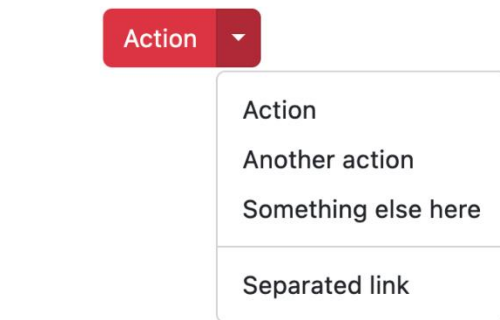 Action
Action
Another action
Something else here
Separated link